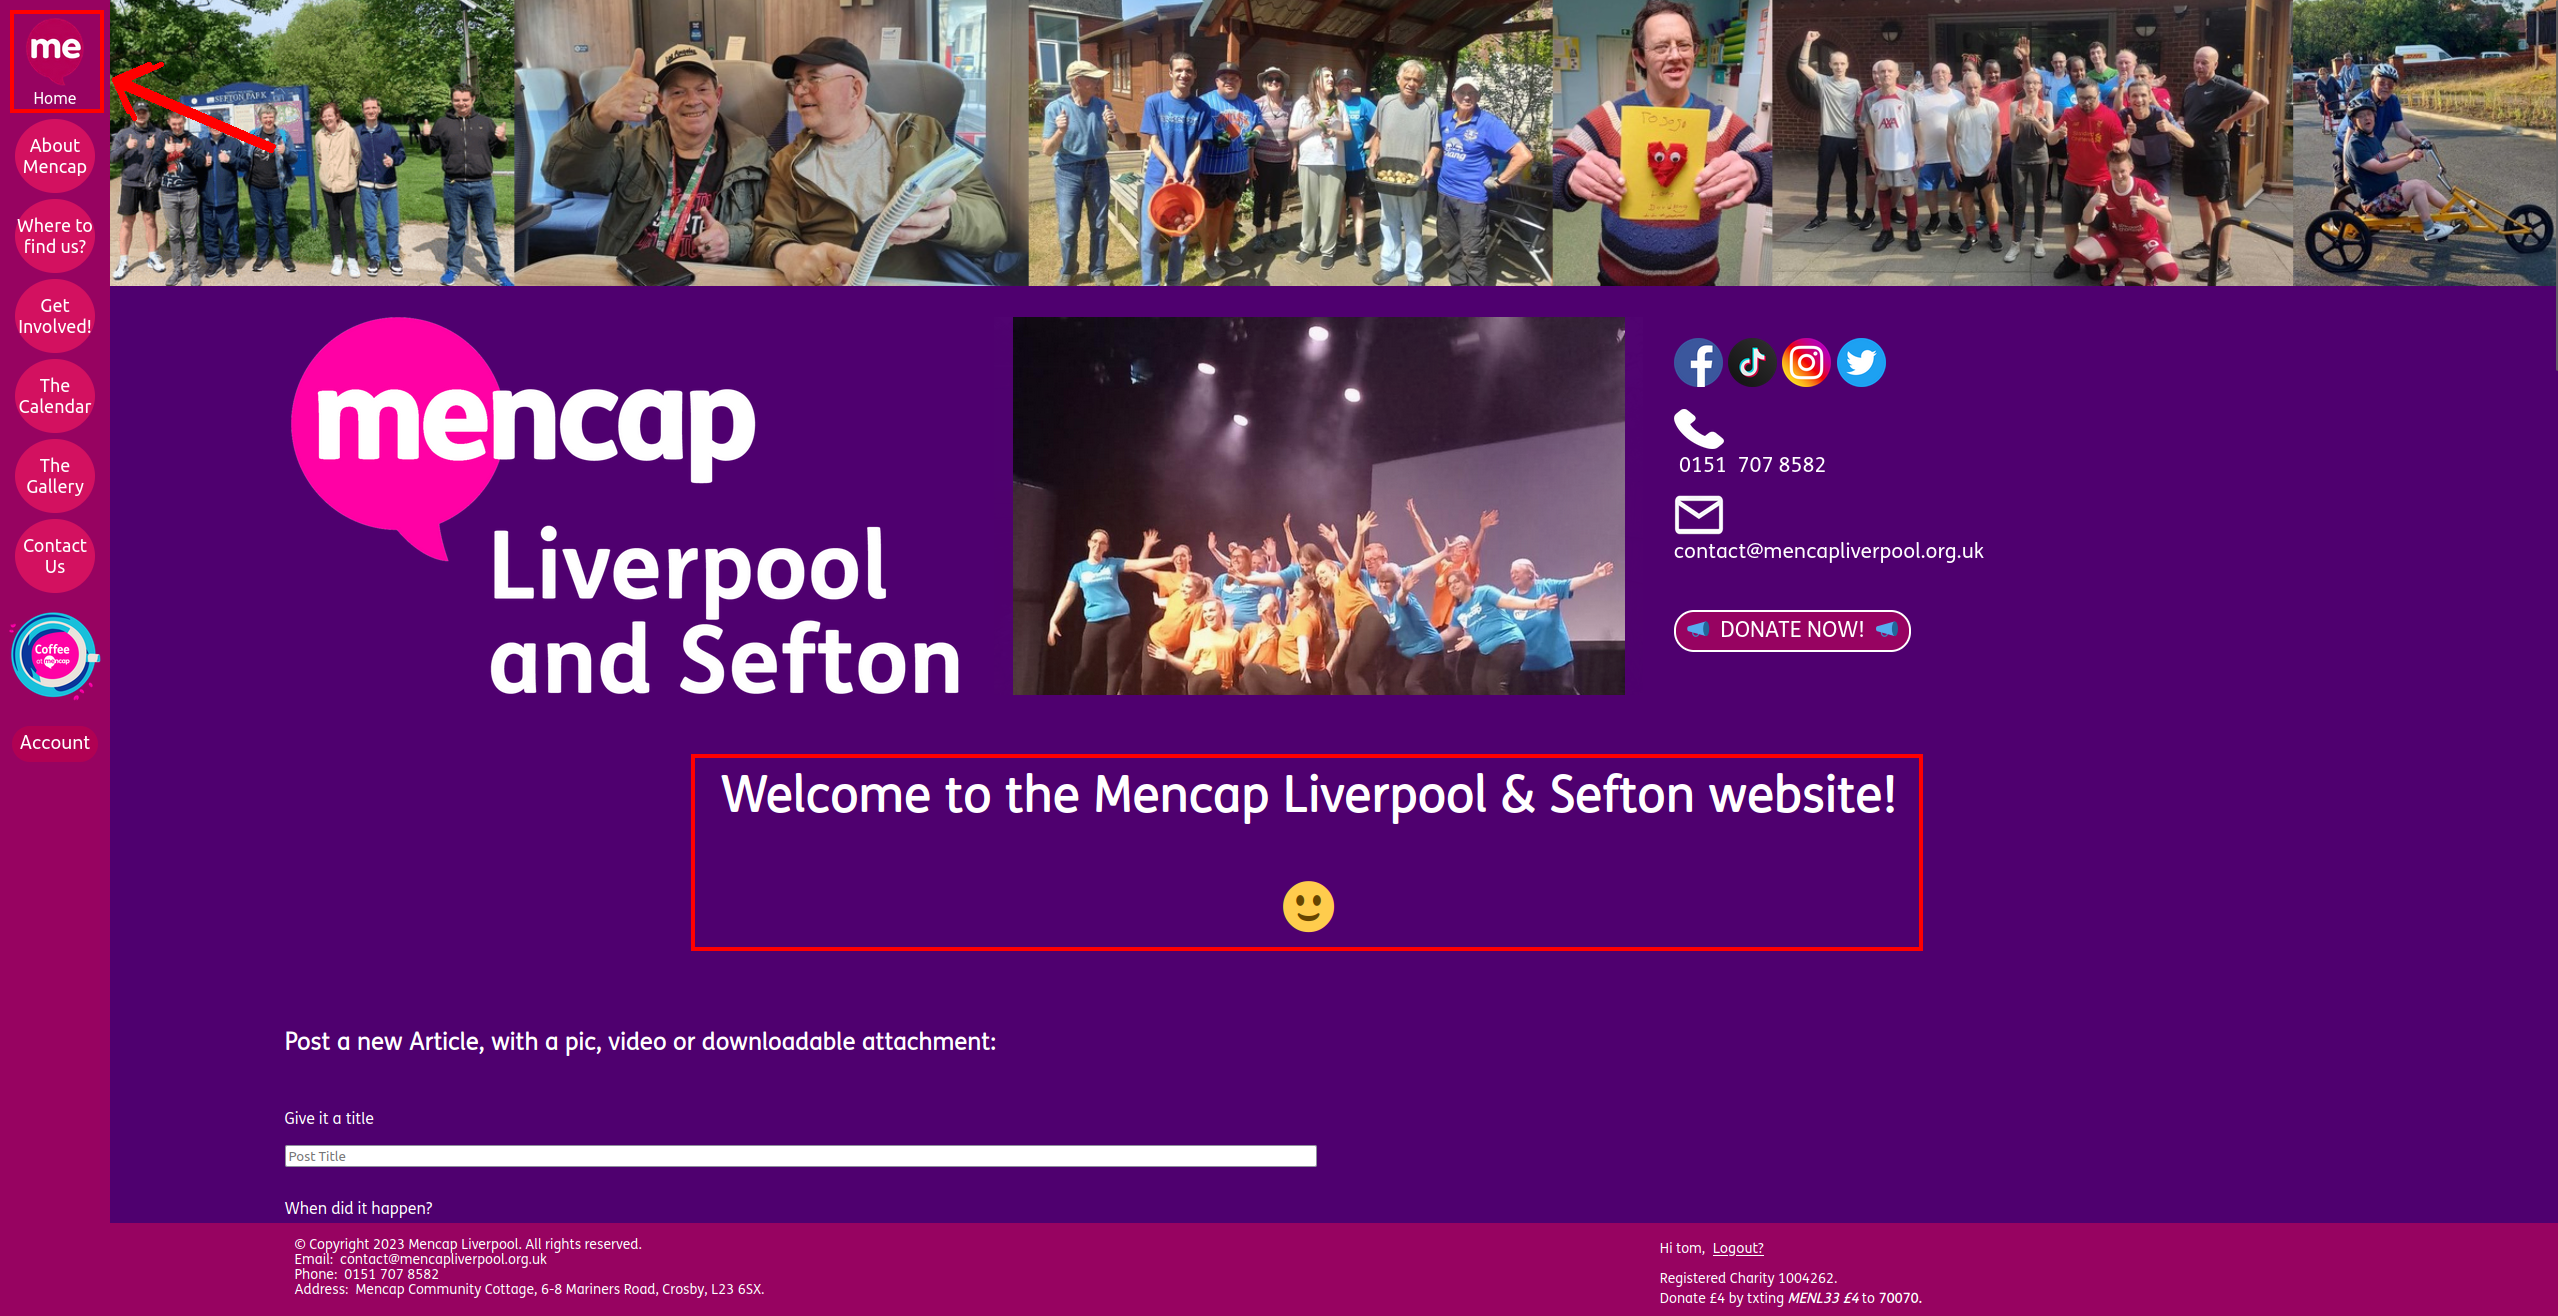 me
Home
About
Mencap
Where to
find us?
Get
Involved!
The
Calendar
The
Gallery
Contact
Us
Coffee
at mencap
Account
SEFTON PARK
AXA
To Jojo
mencap
Liverpool
and Sefton
0151 707 8582
contact@mencapliverpool.org.uk
DONATE NOW!
Welcome to the Mencap Liverpool & Sefton website!
Post a new Article, with a pic, video or downloadable attachment:
Give it a title
Post Title
When did it happen?
© Copyright 2023 Mencap Liverpool. All rights reserved.
Email: contact@mencapliverpool.org.uk
Phone: 0151 707 8582
Address: Mencap Community Cottage, 6-8 Mariners Road, Crosby, L23 6SX.
Hi tom, Logout?
Registered Charity 1004262.
Donate £4 by txting MENL33 £4 to 70070.